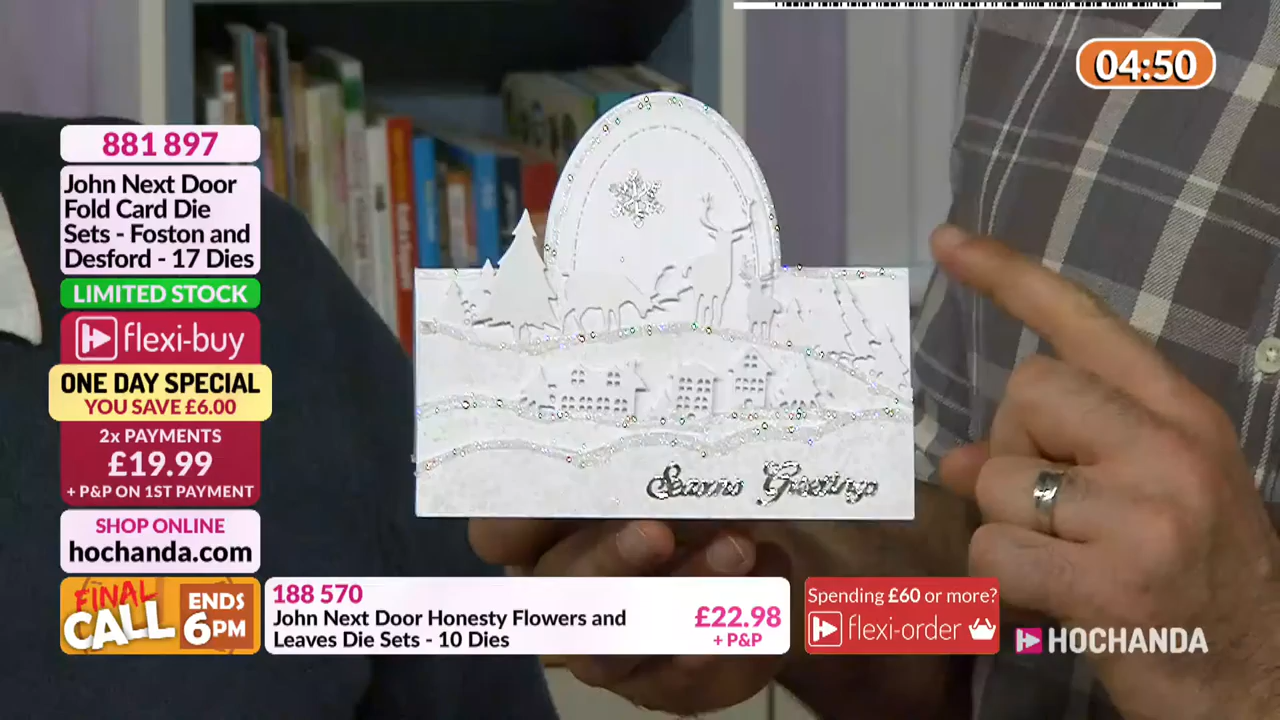 04:50
881 897
John Next Door
Fold Card Die
Sets - Foston and
Desford - 17 Dies
LIMITED STOCK
flexi-buy
ONE DAY SPECIAL
YOU SAVE £6.00
2x PAYMENTS
£19.99
+ P&P ON 1ST PAYMENT
SHOP ONLINE
hochanda.com
Seasons Greetings
FINAL
CALL
ENDS
6PM
188 570
John Next Door Honesty Flowers and
Leaves Die Sets - 10 Dies
£22.98
+ P&P
Spending £60 or more?
flexi-order
HOCHANDA